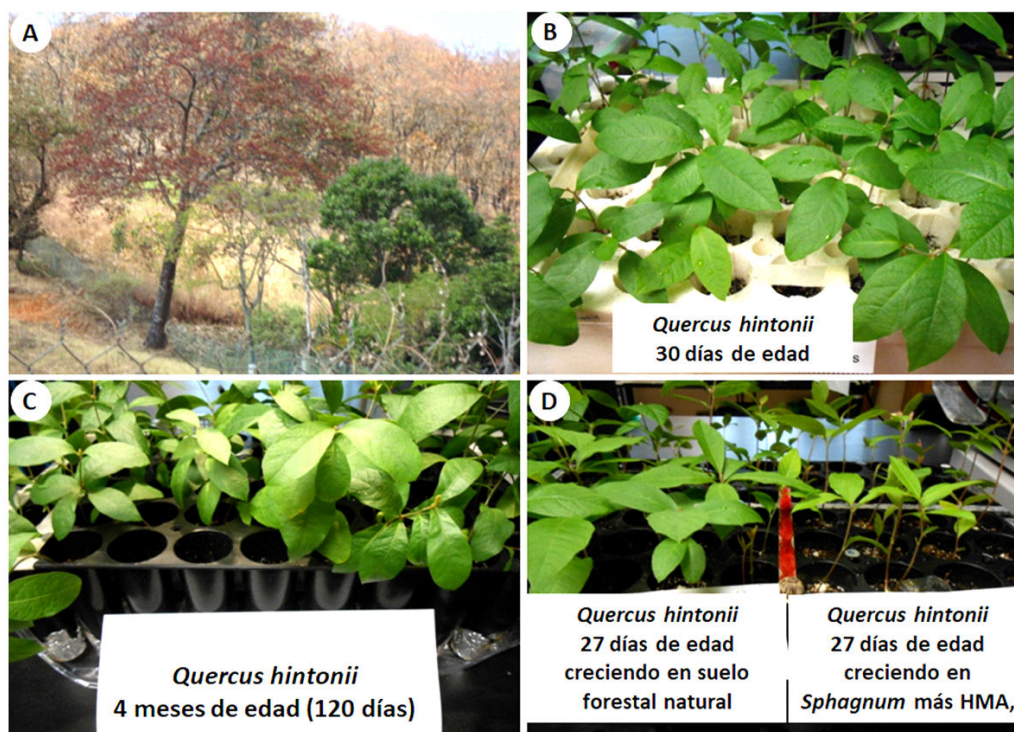 A
B
Quercus hintonii
30 días de edad
s
C
Quercus hintonii
4 meses de edad (120 días)
D
Quercus hintonii
27 días de edad
creciendo en suelo
forestal natural
Quercus hintonii
27 días de edad
creciendo en
Sphagnum más HMA,